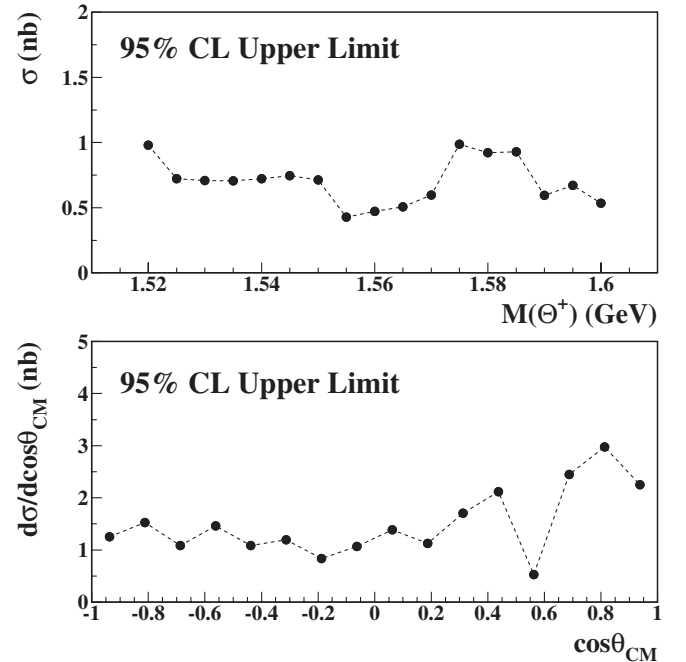 σ (nb)
2
1.5
1
0.5
0
95% CL Upper Limit
1.52 1.54 1.56 1.58 1.6
M(Θ⁺) (GeV)
dσ/dcosθ_CM (nb)
5
4
3
2
1
0
95% CL Upper Limit
-1 -0.8 -0.6 -0.4 -0.2 0 0.2 0.4 0.6 0.8 1
cosθ_CM